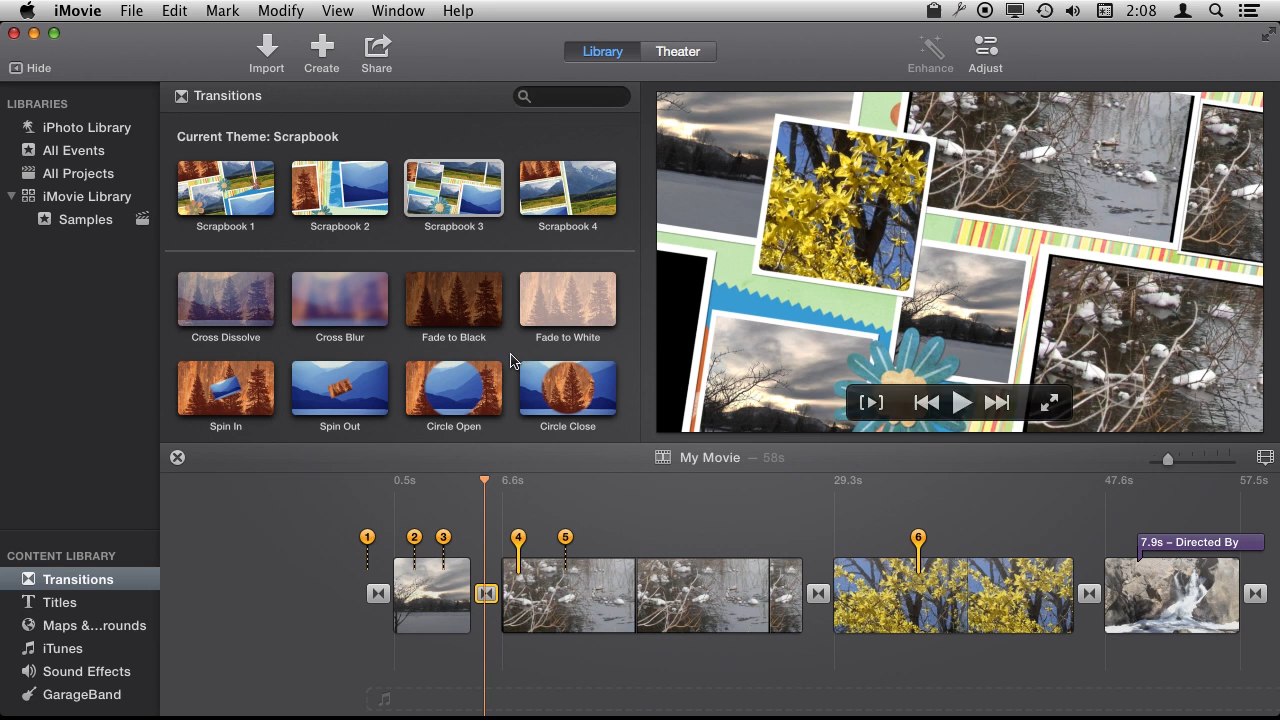 iMovie File Edit Mark Modify View Window Help 2:08
Hide Import Create Share Library Theater Enhance Adjust
LIBRARIES
iPhoto Library
All Events
All Projects
iMovie Library
Samples
Transitions
Current Theme: Scrapbook
Scrapbook 1 Scrapbook 2 Scrapbook 3 Scrapbook 4
Cross Dissolve Cross Blur Fade to Black Fade to White
Spin In Spin Out Circle Open Circle Close
My Movie — 58s
0.5s 6.6s 29.3s 47.6s 57.5s
1 2 3 4 5 6
7.9s – Directed By
CONTENT LIBRARY
Transitions
Titles
Maps &...rounds
iTunes
Sound Effects
GarageBand